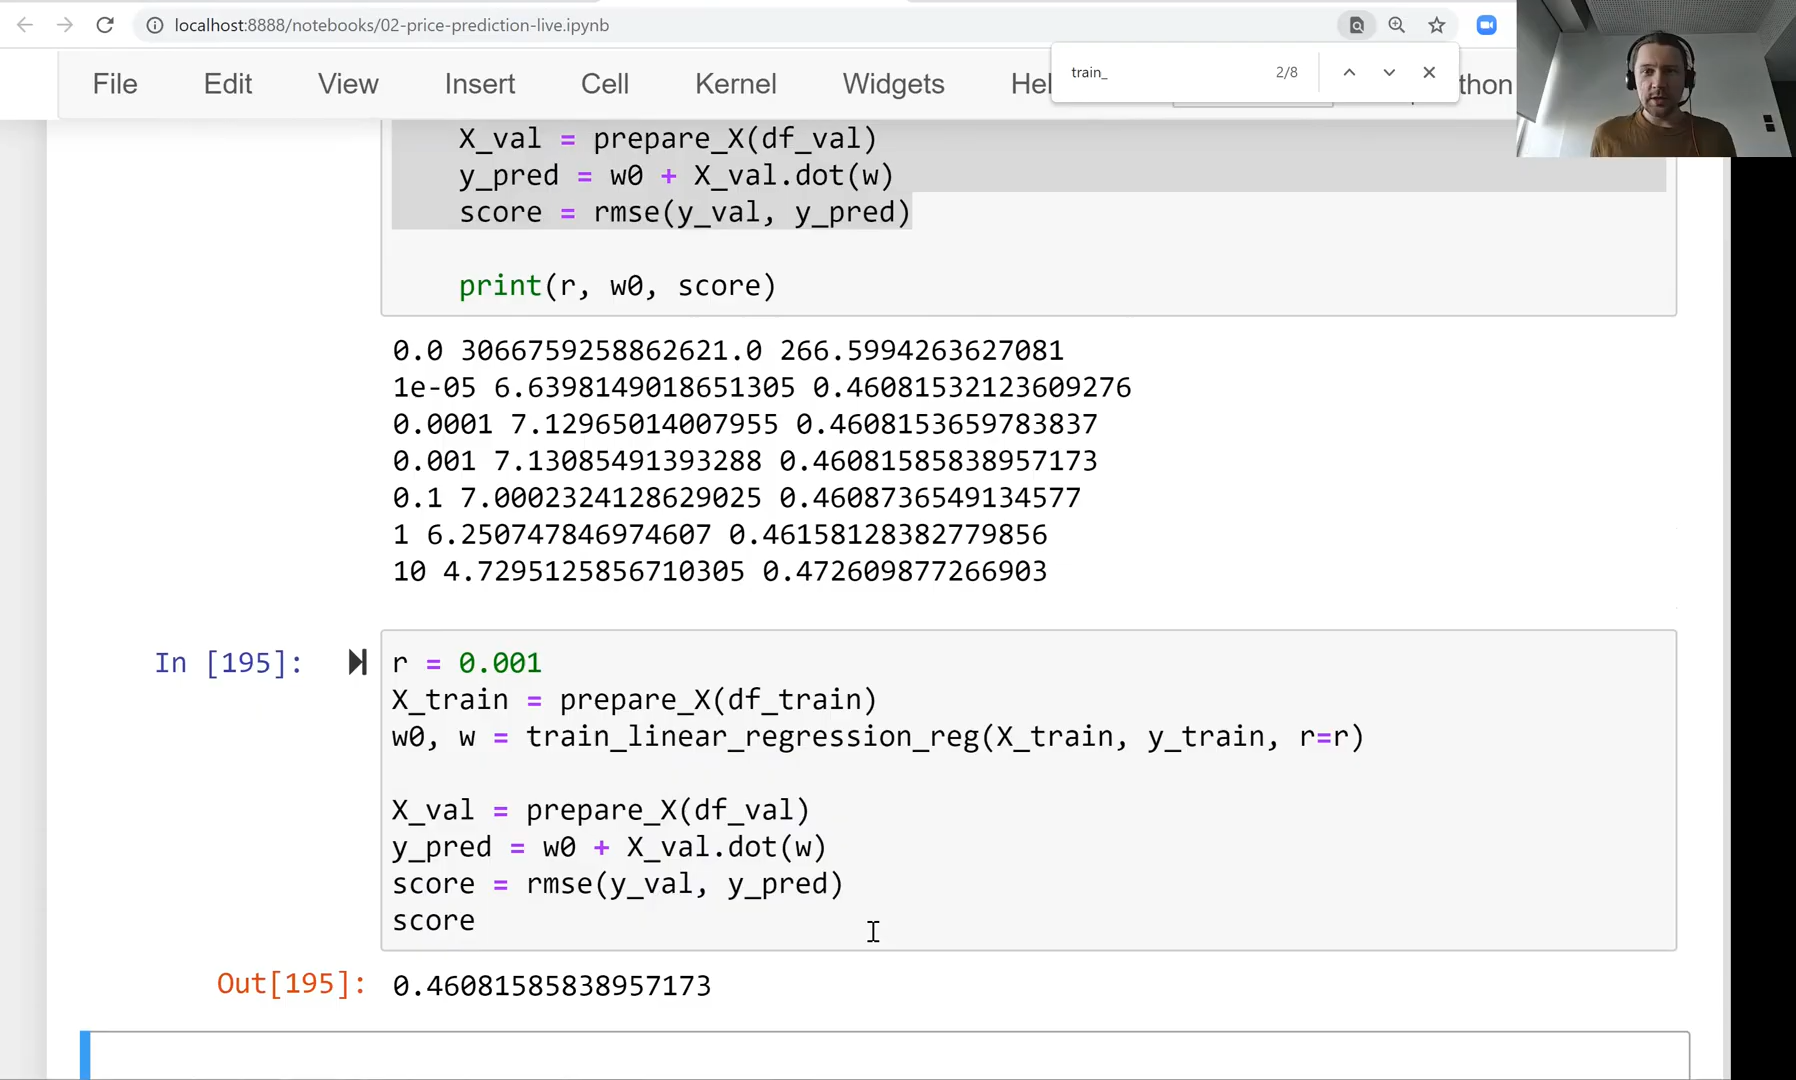 localhost:8888/notebooks/02-price-prediction-live.ipynb
train_ 2/8
File Edit View Insert Cell Kernel Widgets Hel thon
X_val = prepare_X(df_val)
y_pred = w0 + X_val.dot(w)
score = rmse(y_val, y_pred)
print(r, w0, score)
0.0 3066759258862621.0 266.5994263627081
1e-05 6.6398149018651305 0.46081532123609276
0.0001 7.12965014007955 0.4608153659783837
0.001 7.13085491393288 0.46081585838957173
0.1 7.0002324128629025 0.4608736549134577
1 6.250747846974607 0.46158128382779856
10 4.7295125856710305 0.472609877266903
In [195]:
r = 0.001
X_train = prepare_X(df_train)
w0, w = train_linear_regression_reg(X_train, y_train, r=r)
X_val = prepare_X(df_val)
y_pred = w0 + X_val.dot(w)
score = rmse(y_val, y_pred)
score
Out[195]: 0.46081585838957173